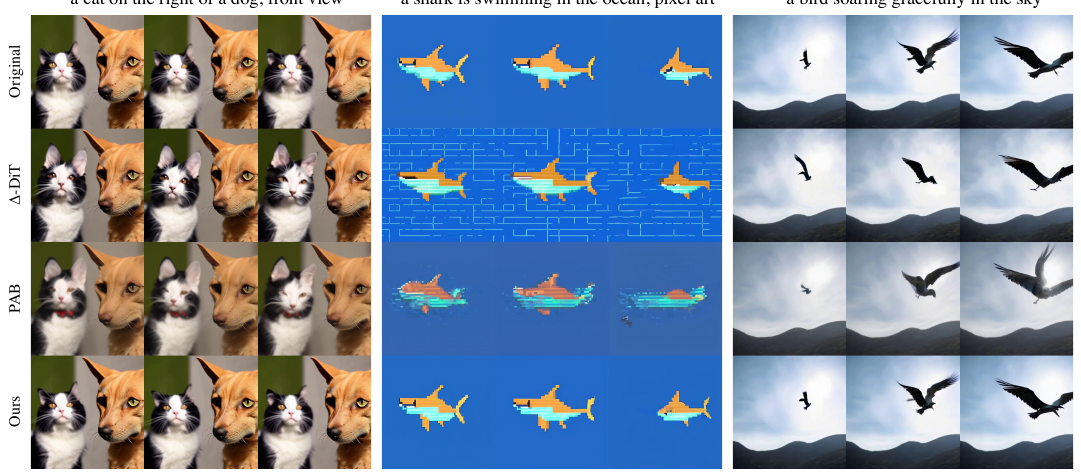 a cat on the right of a dog, front view
a shark is swimming in the ocean, pixel art
a bird soaring gracefully in the sky
Original
Δ-DiT
PAB
Ours